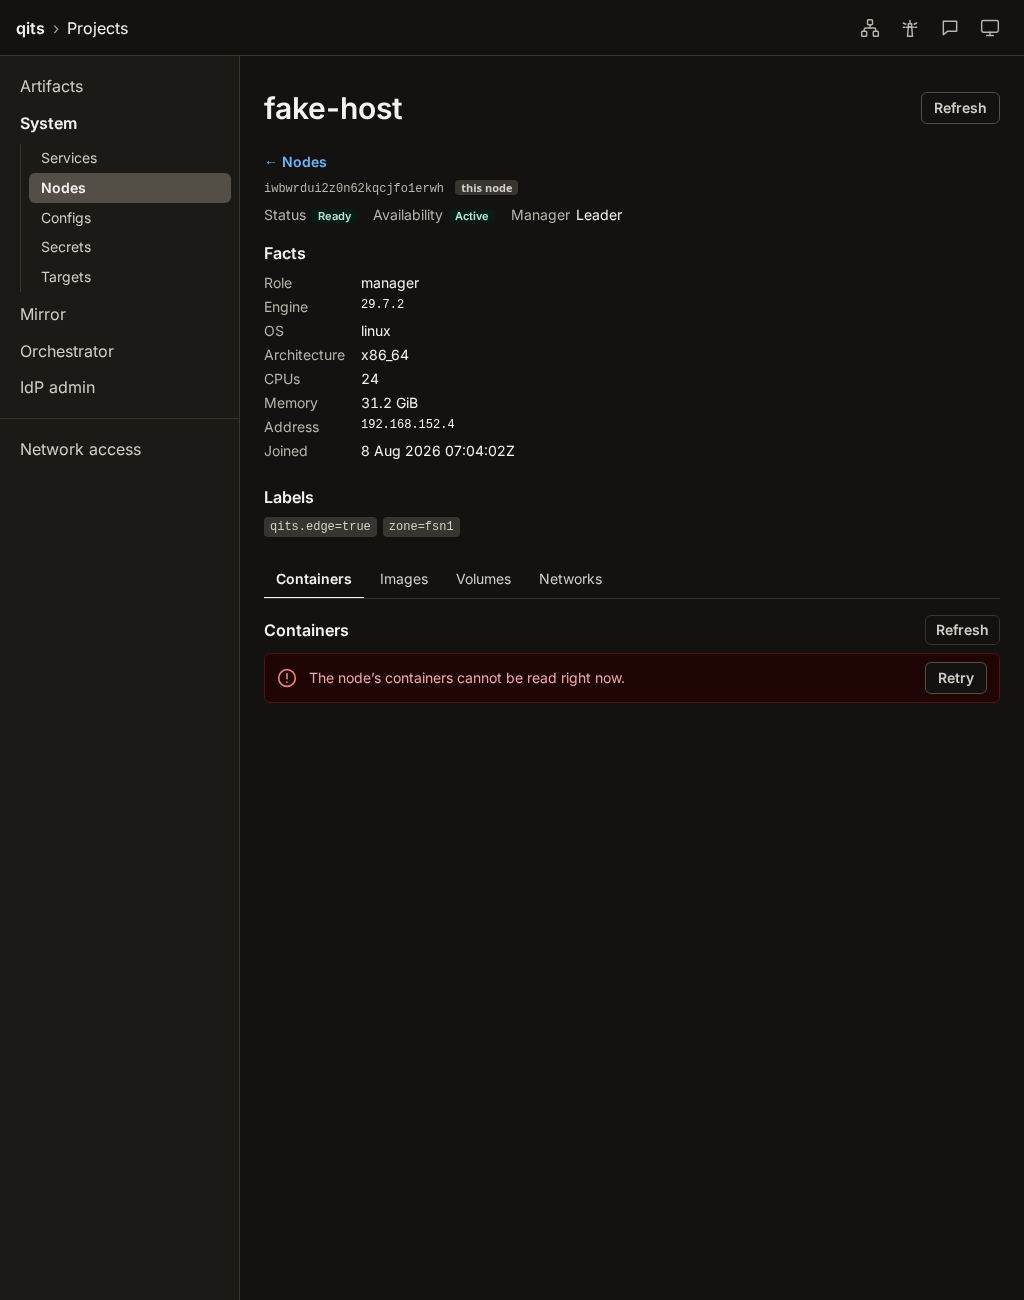 qits › Projects
Artifacts
System
Services
Nodes
Configs
Secrets
Targets
Mirror
Orchestrator
IdP admin
Network access
fake-host
Refresh
← Nodes
iwbwrdui2z0n62kqcjfo1erwh this node
Status Ready Availability Active Manager Leader
Facts
Role manager
Engine 29.7.2
OS linux
Architecture x86_64
CPUs 24
Memory 31.2 GiB
Address 192.168.152.4
Joined 8 Aug 2026 07:04:02Z
Labels
qits.edge=true zone=fsn1
Containers Images Volumes Networks
Containers
Refresh
The node’s containers cannot be read right now.
Retry